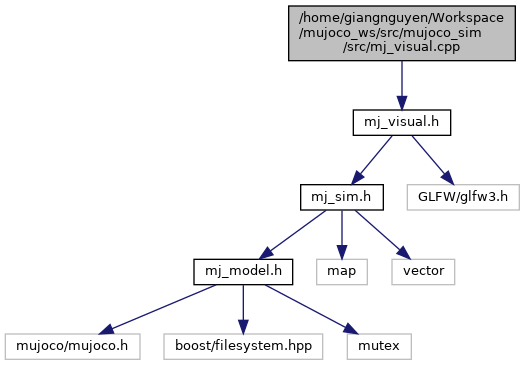 /home/giangnguyen/Workspace
/mujoco_ws/src/mujoco_sim
/src/mj_visual.cpp
mj_visual.h
mj_sim.h
GLFW/glfw3.h
mj_model.h
map
vector
mujoco/mujoco.h
boost/filesystem.hpp
mutex